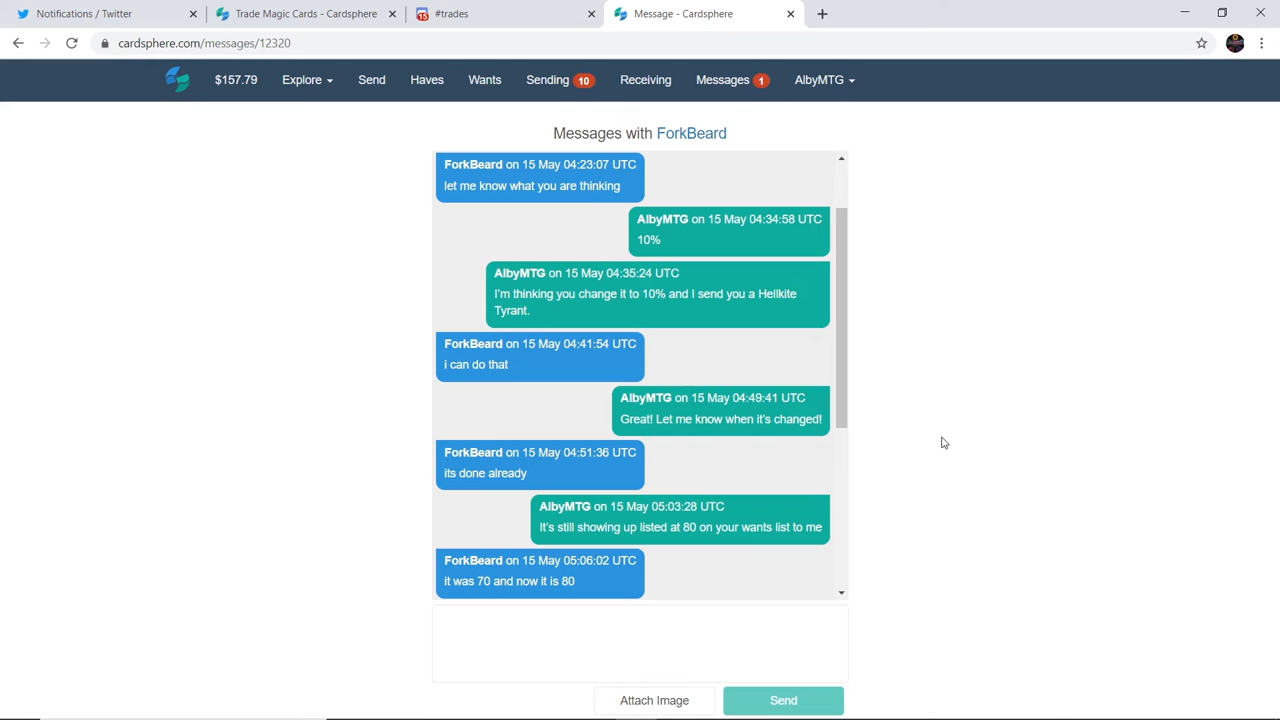 Notifications / Twitter
Trade Magic Cards - Cardsphere
15
#trades
Message - Cardsphere
cardsphere.com/messages/12320
$157.79
Explore
Send
Haves
Wants
Sending 10
Receiving
Messages 1
AlbyMTG
Messages with ForkBeard
ForkBeard on 15 May 04:23:07 UTC
let me know what you are thinking
AlbyMTG on 15 May 04:34:58 UTC
10%
AlbyMTG on 15 May 04:35:24 UTC
I'm thinking you change it to 10% and I send you a Hellkite
Tyrant.
ForkBeard on 15 May 04:41:54 UTC
i can do that
AlbyMTG on 15 May 04:49:41 UTC
Great! Let me know when it's changed!
ForkBeard on 15 May 04:51:36 UTC
its done already
AlbyMTG on 15 May 05:03:28 UTC
It's still showing up listed at 80 on your wants list to me
ForkBeard on 15 May 05:06:02 UTC
it was 70 and now it is 80
Attach Image
Send